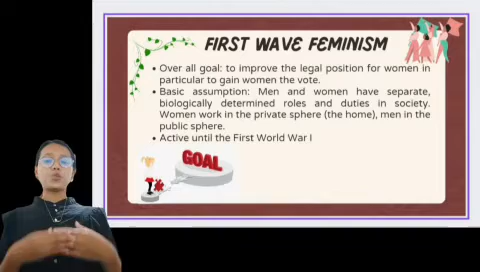 FIRST WAVE FEMINISM
• Over all goal: to improve the legal position for women in
particular to gain women the vote.
• Basic assumption: Men and women have separate,
biologically determined roles and duties in society.
Women work in the private sphere (the home), men in the
public sphere.
• Active until the First World War I
GOAL